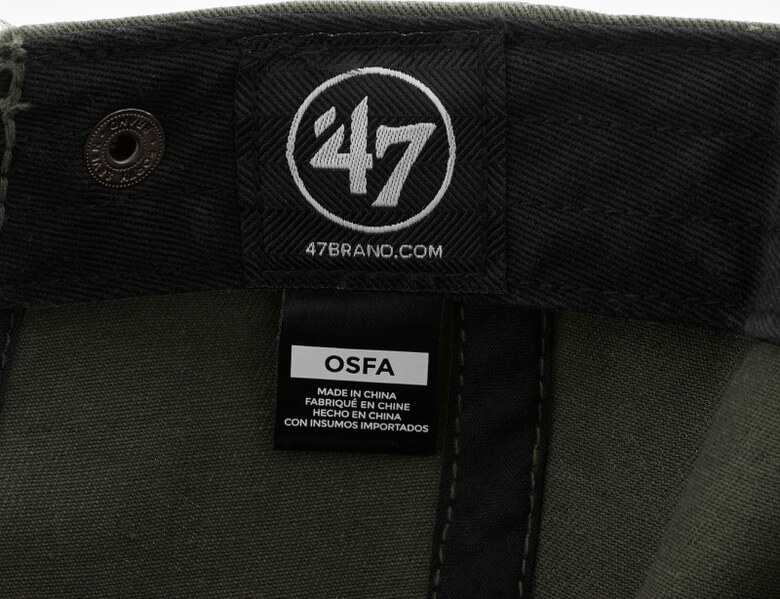 '47
47BRAND.COM
OSFA
MADE IN CHINA
FABRIQUÉ EN CHINE
HECHO EN CHINA
CON INSUMOS IMPORTADOS